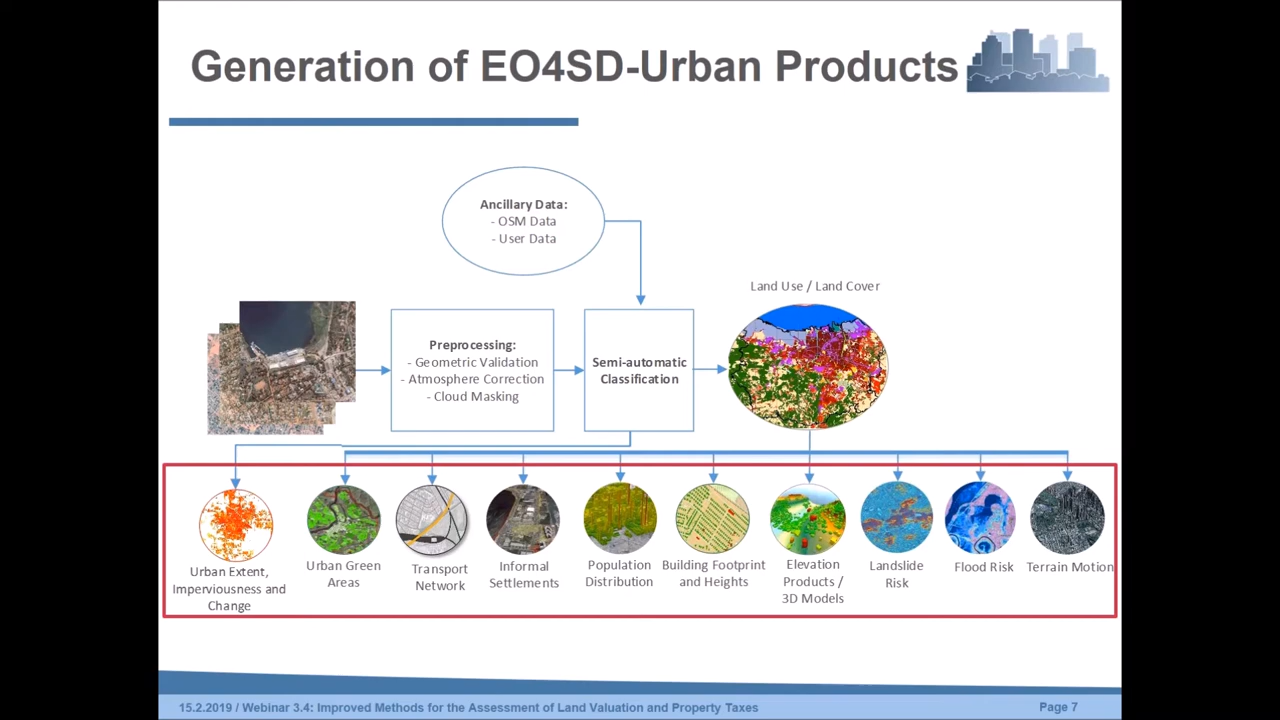 Generation of EO4SD-Urban Products
Ancillary Data:
- OSM Data
- User Data
Land Use / Land Cover
Preprocessing:
- Geometric Validation
- Atmosphere Correction
- Cloud Masking
Semi-automatic
Classification
Urban Extent,
Imperviousness and
Change
Urban Green
Areas
Transport
Network
Informal
Settlements
Population
Distribution
Building Footprint
and Heights
Elevation
Products /
3D Models
Landslide
Risk
Flood Risk
Terrain Motion
15.2.2019 / Webinar 3.4: Improved Methods for the Assessment of Land Valuation and Property Taxes
Page 7